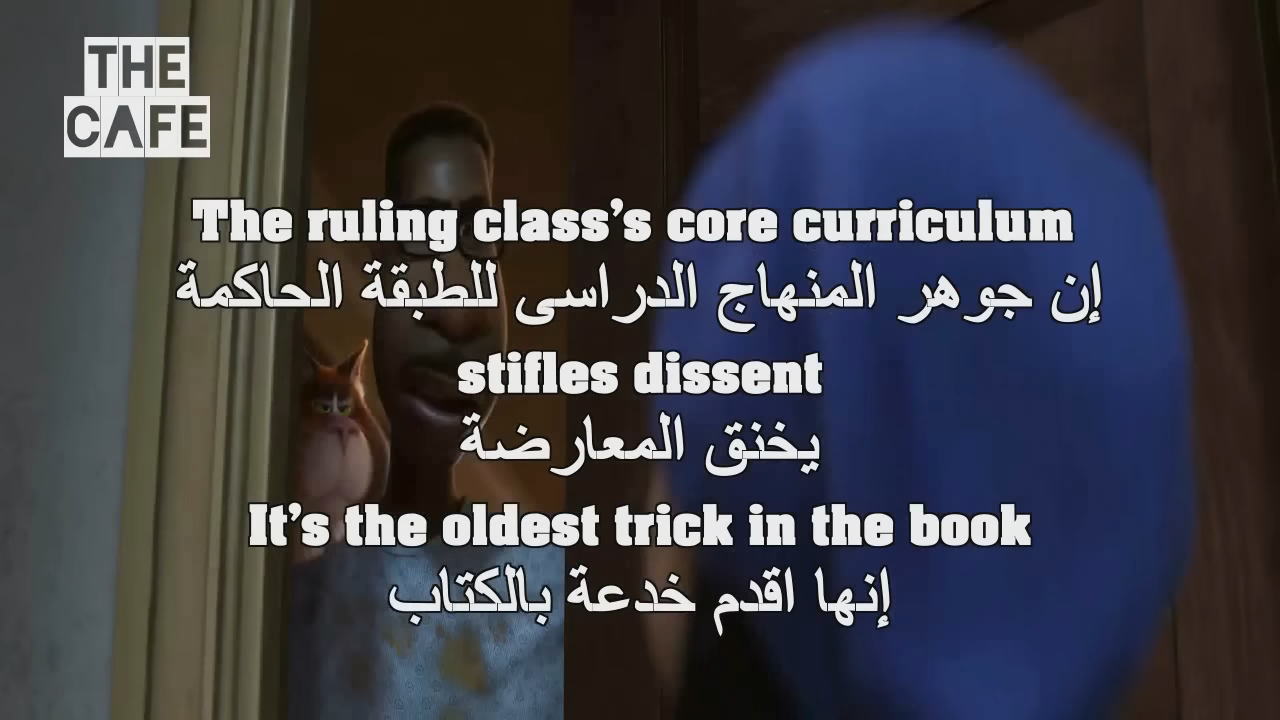 THE
CAFE
The ruling class’s core curriculum
إن جوهر المنهاج الدراسى للطبقة الحاكمة
stifles dissent
يخنق المعارضة
It’s the oldest trick in the book
إنها اقدم خدعة بالكتاب